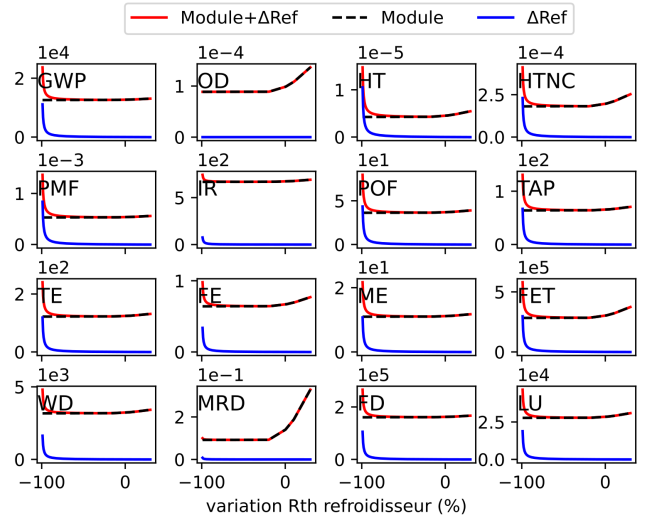 Module+ΔRef Module ΔRef
1e4 1e−4 1e−5 1e−4
2 GWP 1 OD 1 HT 2.5 HTNC
0 0 0 0.0
1e−3 1e2 1e1 1e2
1 PMF 5 IR 5 POF 1 TAP
0 0 0 0
1e2 1 1e1 1e5
2 TE FE 2 ME 5 FET
0 0 0 0
1e3 1e−1 1e5 1e4
5 WD 2 MRD 2 FD 2.5 LU
0 0 0 0.0
−100 0 −100 0 −100 0 −100 0
variation Rth refroidisseur (%)